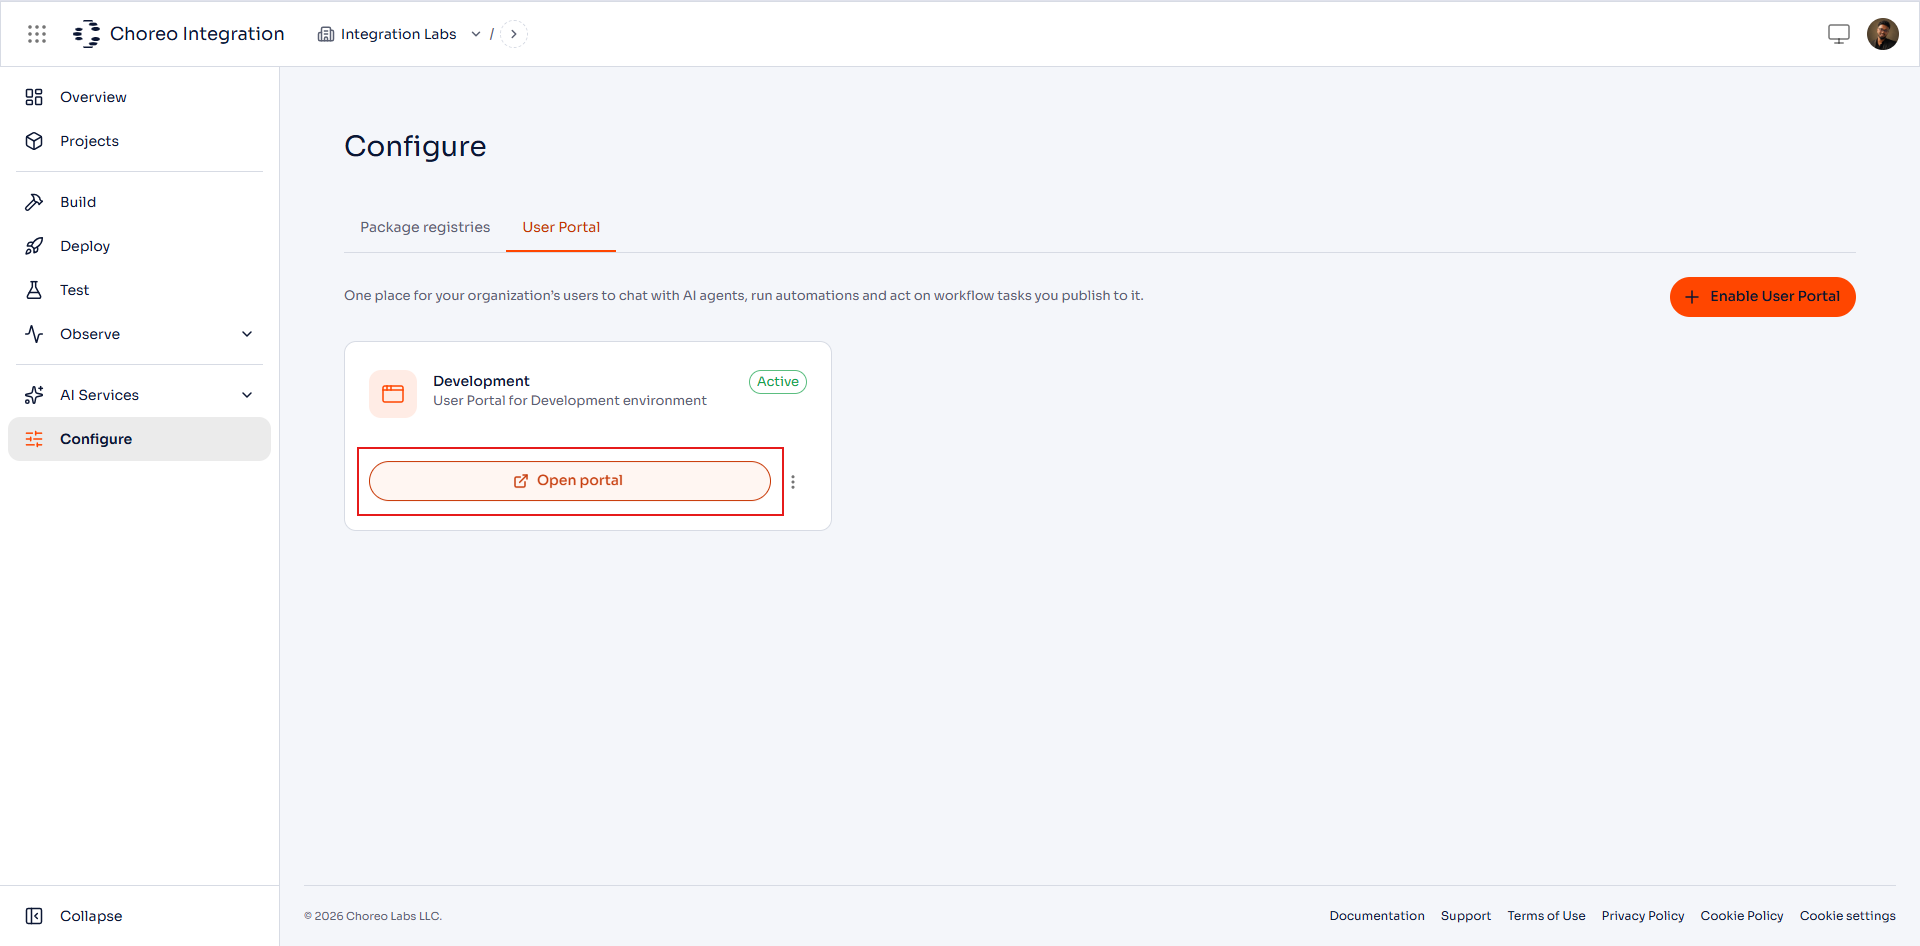 Choreo Integration
Integration Labs
/
Overview
Projects
Build
Deploy
Test
Observe
AI Services
Configure
Collapse
Configure
Package registries
User Portal
One place for your organization’s users to chat with AI agents, run automations and act on workflow tasks you publish to it.
Enable User Portal
Development
Active
User Portal for Development environment
Open portal
© 2026 Choreo Labs LLC.
Documentation
Support
Terms of Use
Privacy Policy
Cookie Policy
Cookie settings